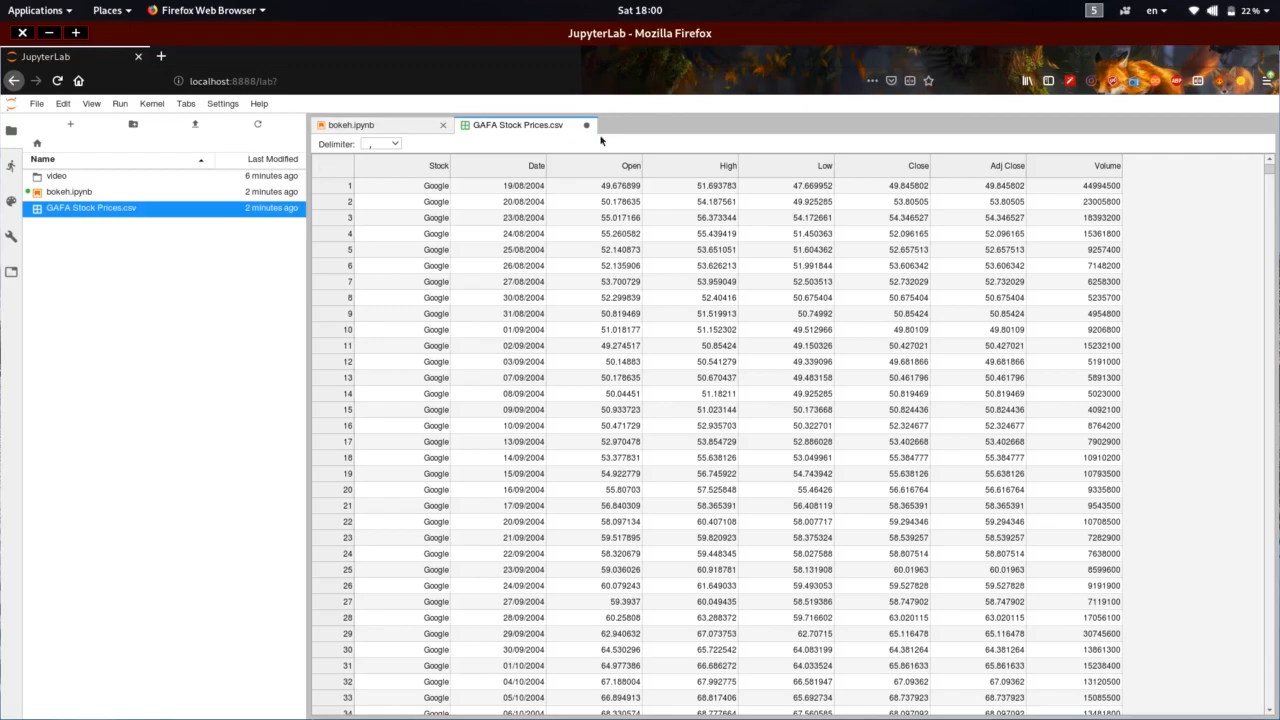 Applications Places Firefox Web Browser Sat 18:00 5 en 22 %
JupyterLab - Mozilla Firefox
JupyterLab
localhost:8888/lab?
File Edit View Run Kernel Tabs Settings Help
bokeh.ipynb GAFA Stock Prices.csv
Delimiter: ,
Name Last Modified
video 6 minutes ago
bokeh.ipynb 2 minutes ago
GAFA Stock Prices.csv 2 minutes ago
Stock Date Open High Low Close Adj Close Volume
1 Google 19/08/2004 49.676899 51.693783 47.669952 49.845802 49.845802 44994500
2 Google 20/08/2004 50.178635 54.187561 49.925285 53.80505 53.80505 23005800
3 Google 23/08/2004 55.017166 56.373344 54.172661 54.346527 54.346527 18393200
4 Google 24/08/2004 55.260582 55.439419 51.450363 52.096165 52.096165 15361800
5 Google 25/08/2004 52.140873 53.651051 51.604362 52.657513 52.657513 9257400
6 Google 26/08/2004 52.135906 53.626213 51.991844 53.606342 53.606342 7148200
7 Google 27/08/2004 53.700729 53.959049 52.503513 52.732029 52.732029 6258300
8 Google 30/08/2004 52.299839 52.40416 50.675404 50.675404 50.675404 5235700
9 Google 31/08/2004 50.819469 51.519913 50.74992 50.85424 50.85424 4954800
10 Google 01/09/2004 51.018177 51.152302 49.512966 49.80109 49.80109 9206800
11 Google 02/09/2004 49.274517 50.85424 49.150326 50.427021 50.427021 15232100
12 Google 03/09/2004 50.14883 50.541279 49.339096 49.681866 49.681866 5191000
13 Google 07/09/2004 50.178635 50.670437 49.483158 50.461796 50.461796 5891300
14 Google 08/09/2004 50.04451 51.18211 49.925285 50.819469 50.819469 5023000
15 Google 09/09/2004 50.933723 51.023144 50.173668 50.824436 50.824436 4092100
16 Google 10/09/2004 50.471729 52.935703 50.322701 52.324677 52.324677 8764200
17 Google 13/09/2004 52.970478 53.854729 52.886028 53.402668 53.402668 7902900
18 Google 14/09/2004 53.377831 55.638126 53.049961 55.384777 55.384777 10910200
19 Google 15/09/2004 54.922779 56.745922 54.743942 55.638126 55.638126 10793500
20 Google 16/09/2004 55.80703 57.525848 55.46426 56.616764 56.616764 9335800
21 Google 17/09/2004 56.840309 58.365391 56.408119 58.365391 58.365391 9543500
22 Google 20/09/2004 58.097134 60.407108 58.007717 59.294346 59.294346 10708500
23 Google 21/09/2004 59.517895 59.820923 58.375324 58.539257 58.539257 7282900
24 Google 22/09/2004 58.320679 59.448345 58.027588 58.807514 58.807514 7638000
25 Google 23/09/2004 59.036026 60.918781 58.131908 60.01963 60.01963 8599600
26 Google 24/09/2004 60.079243 61.649033 59.493053 59.527828 59.527828 9191900
27 Google 27/09/2004 59.3937 60.049435 58.519386 58.747902 58.747902 7119100
28 Google 28/09/2004 60.25808 63.288372 59.716602 63.020115 63.020115 17056100
29 Google 29/09/2004 62.940632 67.073753 62.70715 65.116478 65.116478 30745600
30 Google 30/09/2004 64.530296 65.722542 64.083199 64.381264 64.381264 13861300
31 Google 01/10/2004 64.977386 66.686272 64.033524 65.861633 65.861633 15238400
32 Google 04/10/2004 67.188004 67.992775 66.581947 67.09362 67.09362 13120500
33 Google 05/10/2004 66.894913 68.817406 65.692734 68.737923 68.737923 15085500
34 Google 06/10/2004 68.330574 68.777664 67.560585 68.097092 68.097092 13481800